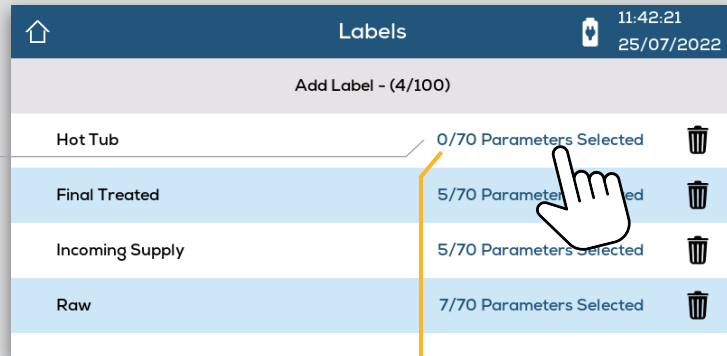 Labels
11:42:21
25/07/2022
Add Label - (4/100)
Hot Tub 0/70 Parameters Selected
Final Treated 5/70 Parameters ed
Incoming Supply 5/70 Parameters Selected
Raw 7/70 Parameters Selected